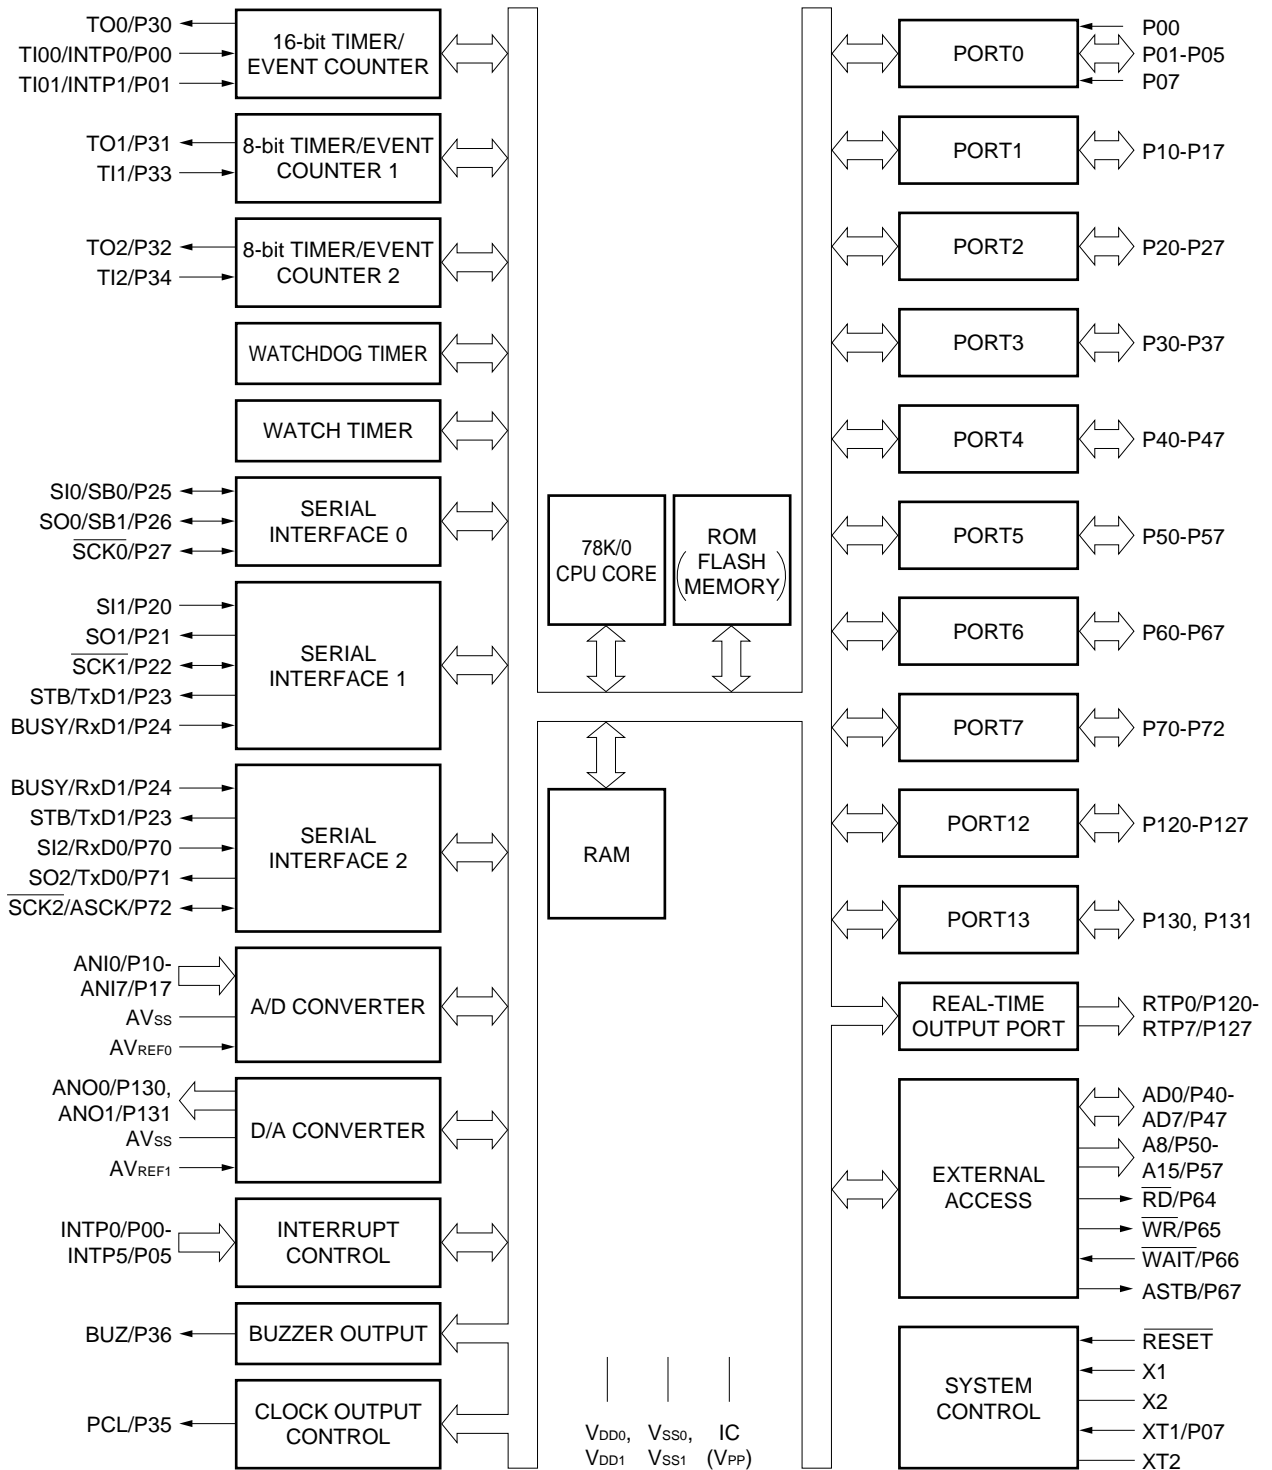 TO0/P30
TI00/INTP0/P00
TI01/INTP1/P01
16-bit TIMER/
EVENT COUNTER
TO1/P31
TI1/P33
8-bit TIMER/EVENT
COUNTER 1
TO2/P32
TI2/P34
8-bit TIMER/EVENT
COUNTER 2
WATCHDOG TIMER
WATCH TIMER
SI0/SB0/P25
SO0/SB1/P26
SCK0/P27
SERIAL
INTERFACE 0
SI1/P20
SO1/P21
SCK1/P22
STB/TxD1/P23
BUSY/RxD1/P24
SERIAL
INTERFACE 1
BUSY/RxD1/P24
STB/TxD1/P23
SI2/RxD0/P70
SO2/TxD0/P71
SCK2/ASCK/P72
SERIAL
INTERFACE 2
ANI0/P10-
ANI7/P17
AVSS
AVREF0
A/D CONVERTER
ANO0/P130,
ANO1/P131
AVSS
AVREF1
D/A CONVERTER
INTP0/P00-
INTP5/P05
INTERRUPT
CONTROL
BUZ/P36
BUZZER OUTPUT
PCL/P35
CLOCK OUTPUT
CONTROL
78K/0
CPU CORE
ROM
(FLASH
MEMORY)
RAM
VDD0,
VDD1
VSS0,
VSS1
IC
(VPP)
PORT0
P00
P01-P05
P07
PORT1
P10-P17
PORT2
P20-P27
PORT3
P30-P37
PORT4
P40-P47
PORT5
P50-P57
PORT6
P60-P67
PORT7
P70-P72
PORT12
P120-P127
PORT13
P130, P131
REAL-TIME
OUTPUT PORT
RTP0/P120-
RTP7/P127
EXTERNAL
ACCESS
AD0/P40-
AD7/P47
A8/P50-
A15/P57
RD/P64
WR/P65
WAIT/P66
ASTB/P67
SYSTEM
CONTROL
RESET
X1
X2
XT1/P07
XT2